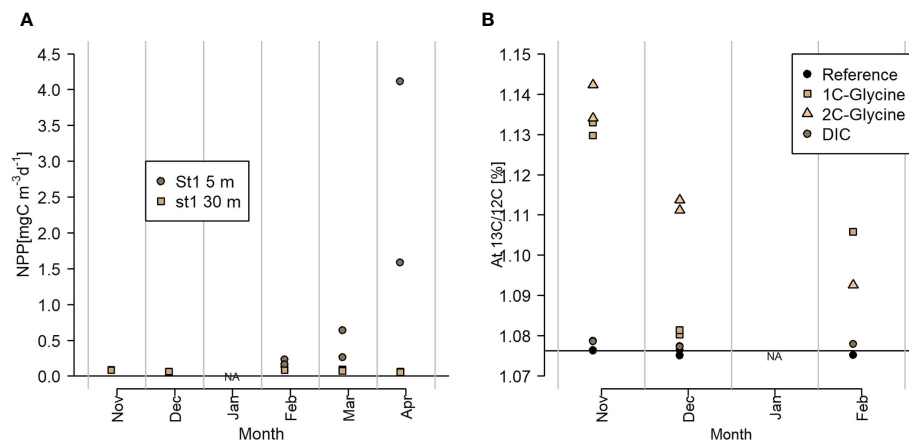 A
4.5
4.0
3.5
3.0
2.5
2.0
1.5
1.0
0.5
0.0
NPP[mgC m⁻³d⁻¹]
St1 5 m
st1 30 m
NA
Nov
Dec
Jan
Feb
Mar
Apr
Month
B
1.15
1.14
1.13
1.12
1.11
1.10
1.09
1.08
1.07
At 13C/12C [%]
Reference
1C-Glycine
2C-Glycine
DIC
NA
Nov
Dec
Jan
Feb
Month